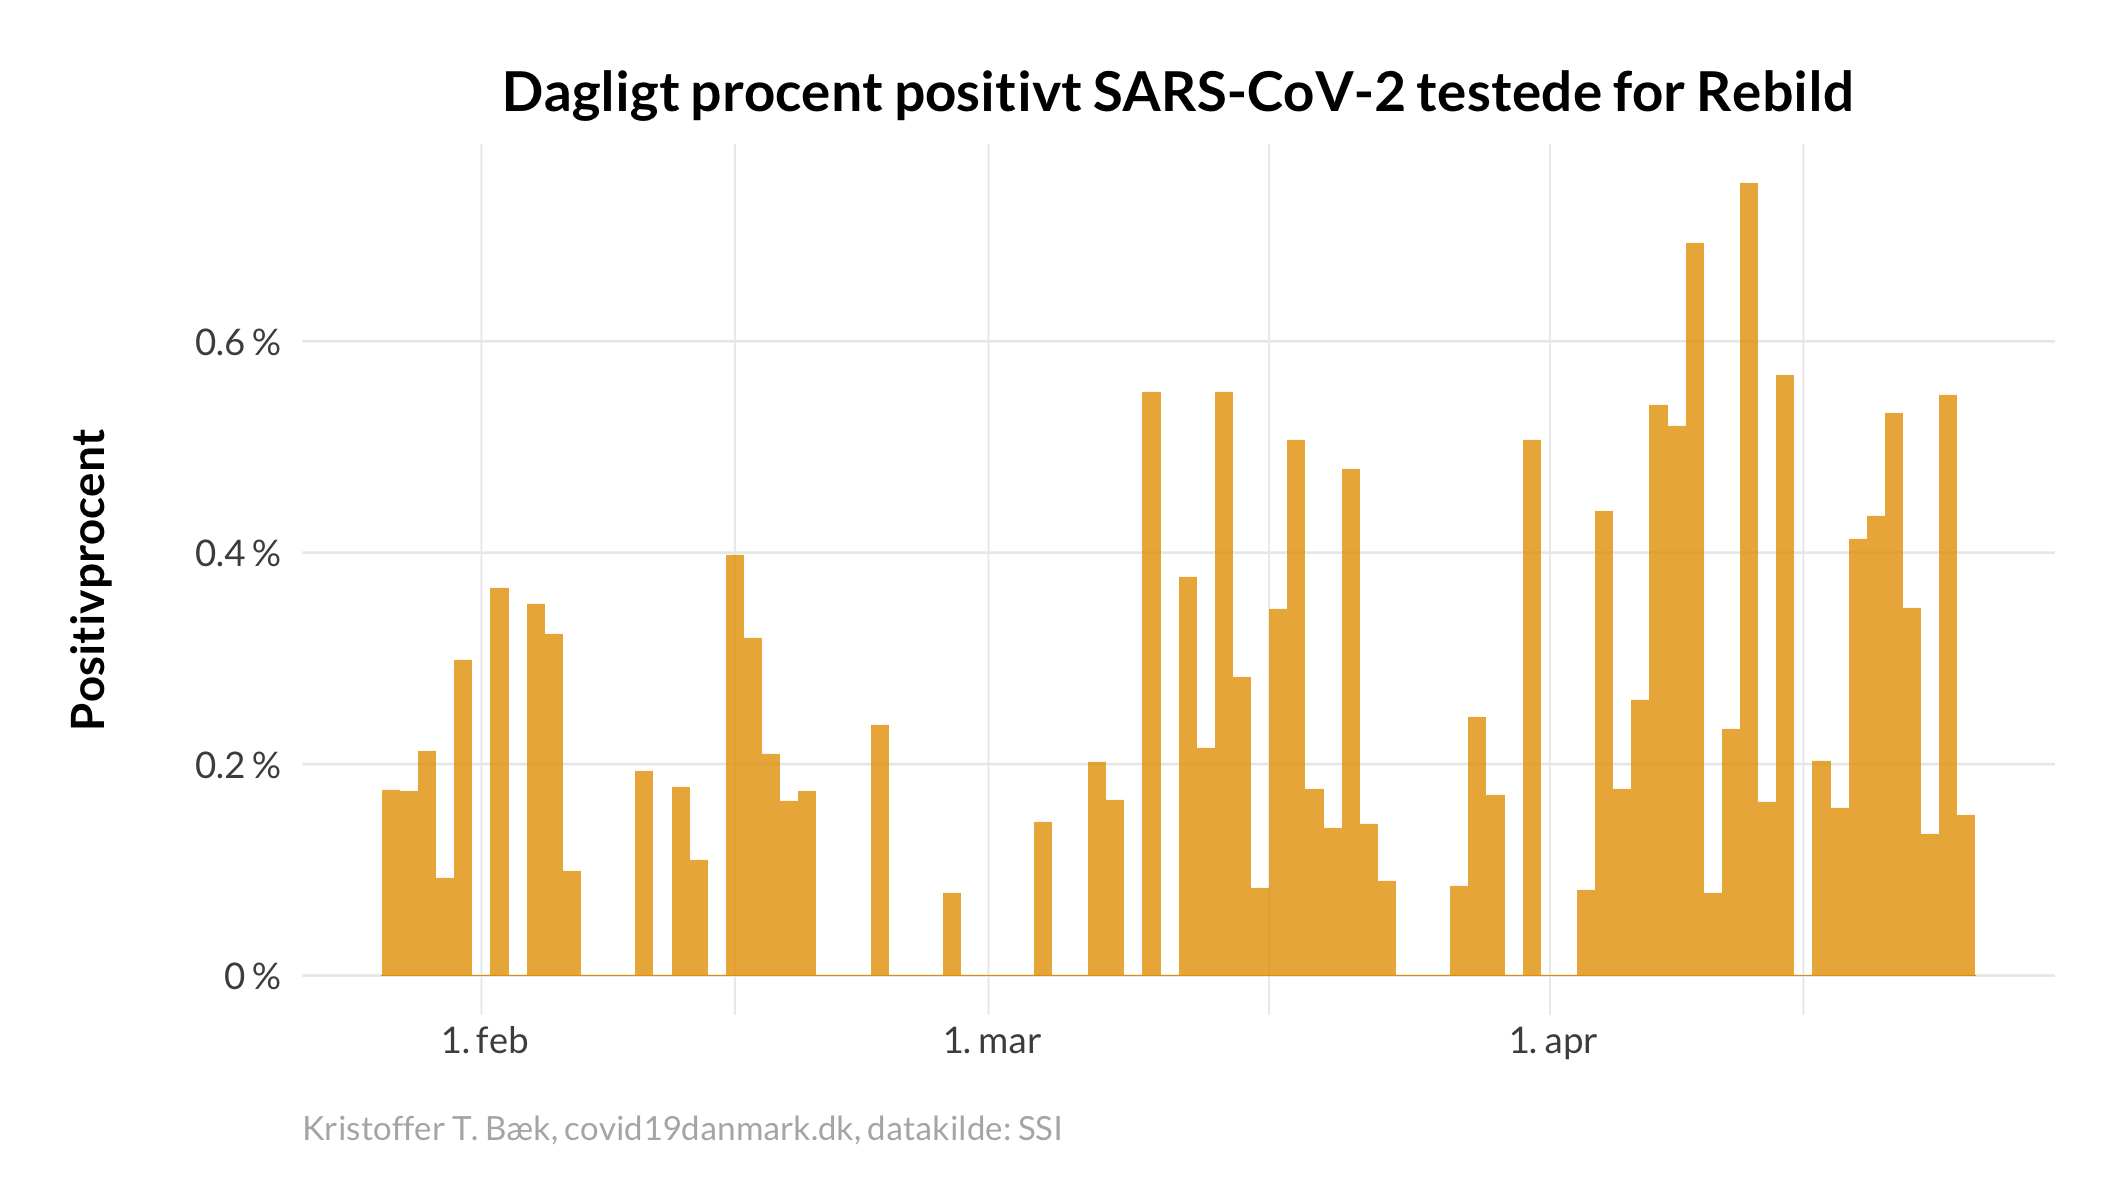 Dagligt procent positivt SARS-CoV-2 testede for Rebild
Positivprocent
0.6 %
0.4 %
0.2 %
0 %
1. feb
1. mar
1. apr
Kristoffer T. Bæk, covid19danmark.dk, datakilde: SSI